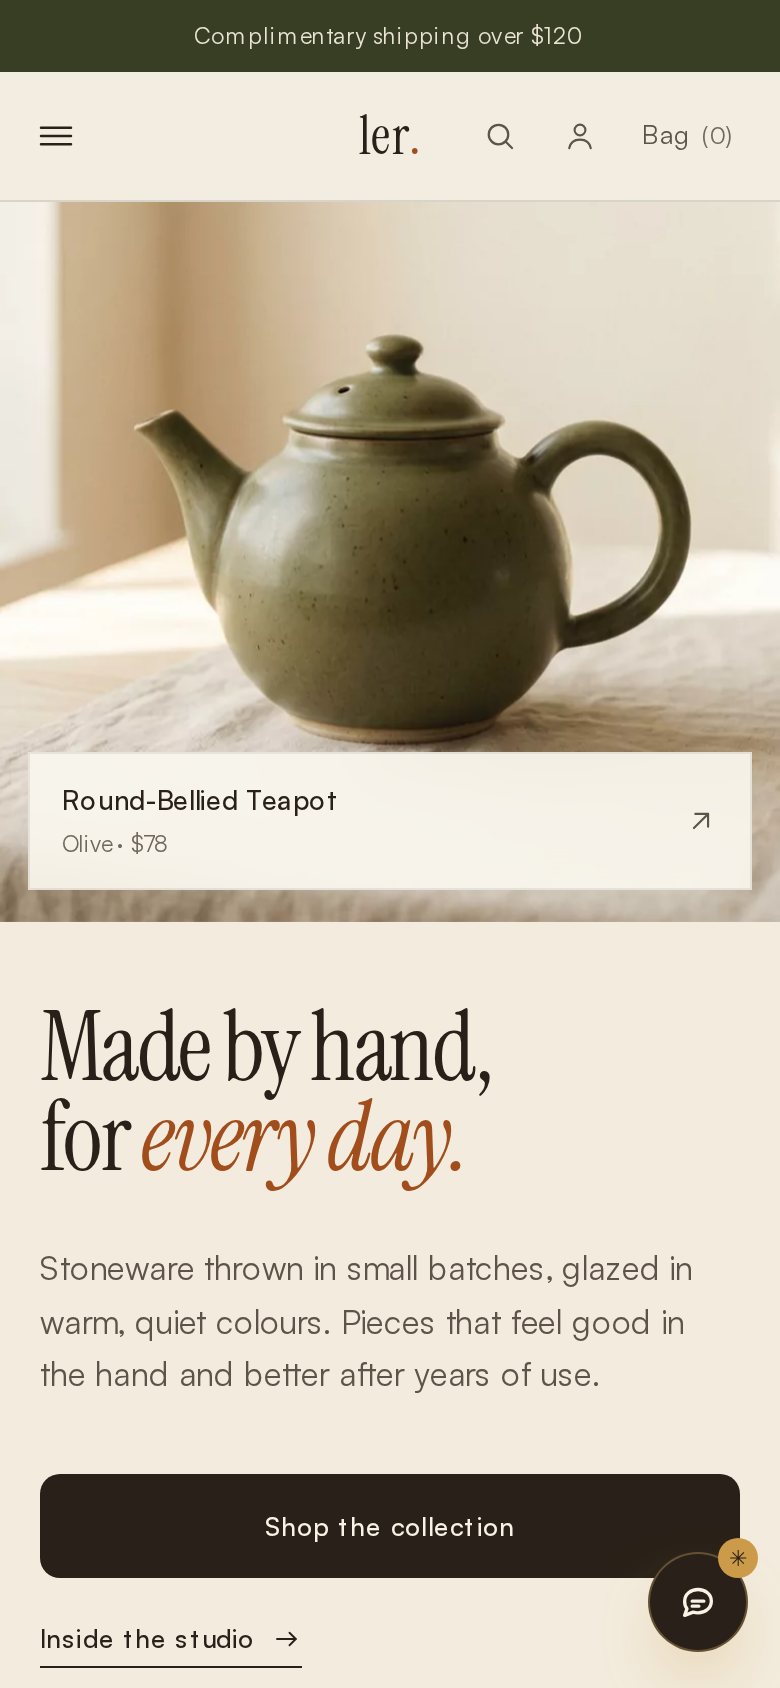 Complimentary shipping over $120
ler.
Bag (0)
Round-Bellied Teapot
Olive · $78
Made by hand,
for every day.
Stoneware thrown in small batches, glazed in
warm, quiet colours. Pieces that feel good in
the hand and better after years of use.
Shop the collection
Inside the studio →